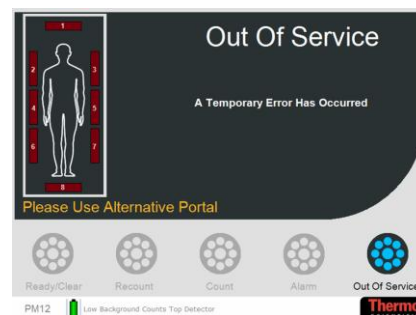 Out Of Service
1
2
3
A Temporary Error Has Occurred
4
5
6
7
8
Please Use Alternative Portal
Ready/Clear
Recount
Count
Alarm
Out Of Service
PM12
Low Background Counts Top Detector
Thermo